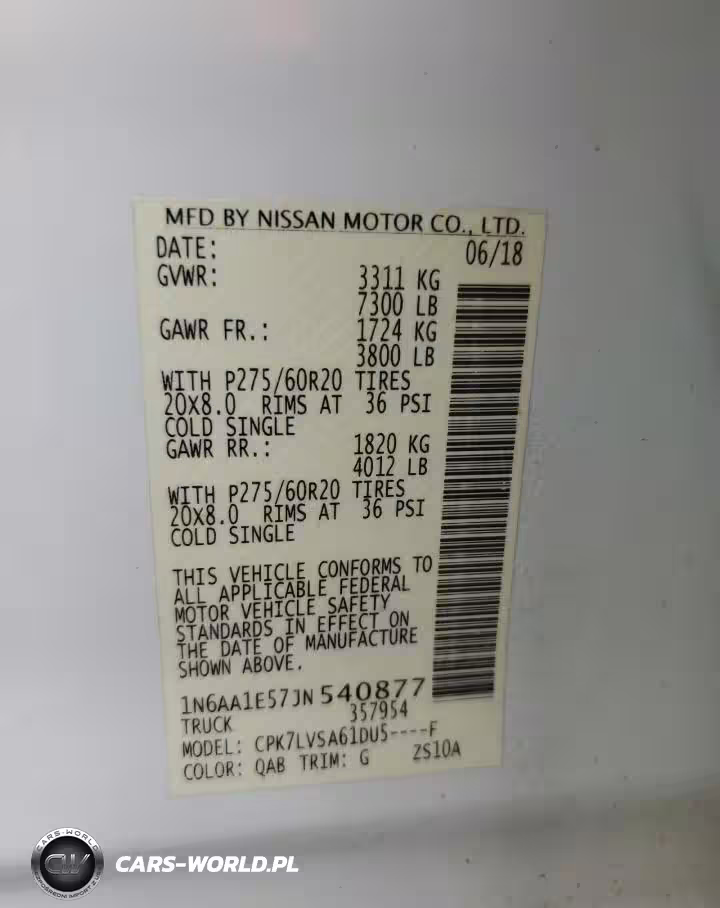 MFD BY NISSAN MOTOR CO., LTD.
DATE: 06/18
GVWR: 3311 KG
7300 LB
GAWR FR.: 1724 KG
3800 LB
WITH P275/60R20 TIRES
20X8.0 RIMS AT 36 PSI
COLD SINGLE
GAWR RR.: 1820 KG
4012 LB
WITH P275/60R20 TIRES
20X8.0 RIMS AT 36 PSI
COLD SINGLE
THIS VEHICLE CONFORMS TO
ALL APPLICABLE FEDERAL
MOTOR VEHICLE SAFETY
STANDARDS IN EFFECT ON
THE DATE OF MANUFACTURE
SHOWN ABOVE.
1N6AA1E57JN540877
TRUCK 357954
MODEL: CPK7LVSA61DU5----F
COLOR: QAB TRIM: G ZS10A
CARS-WORLD
CW
CARS-WORLD.PL